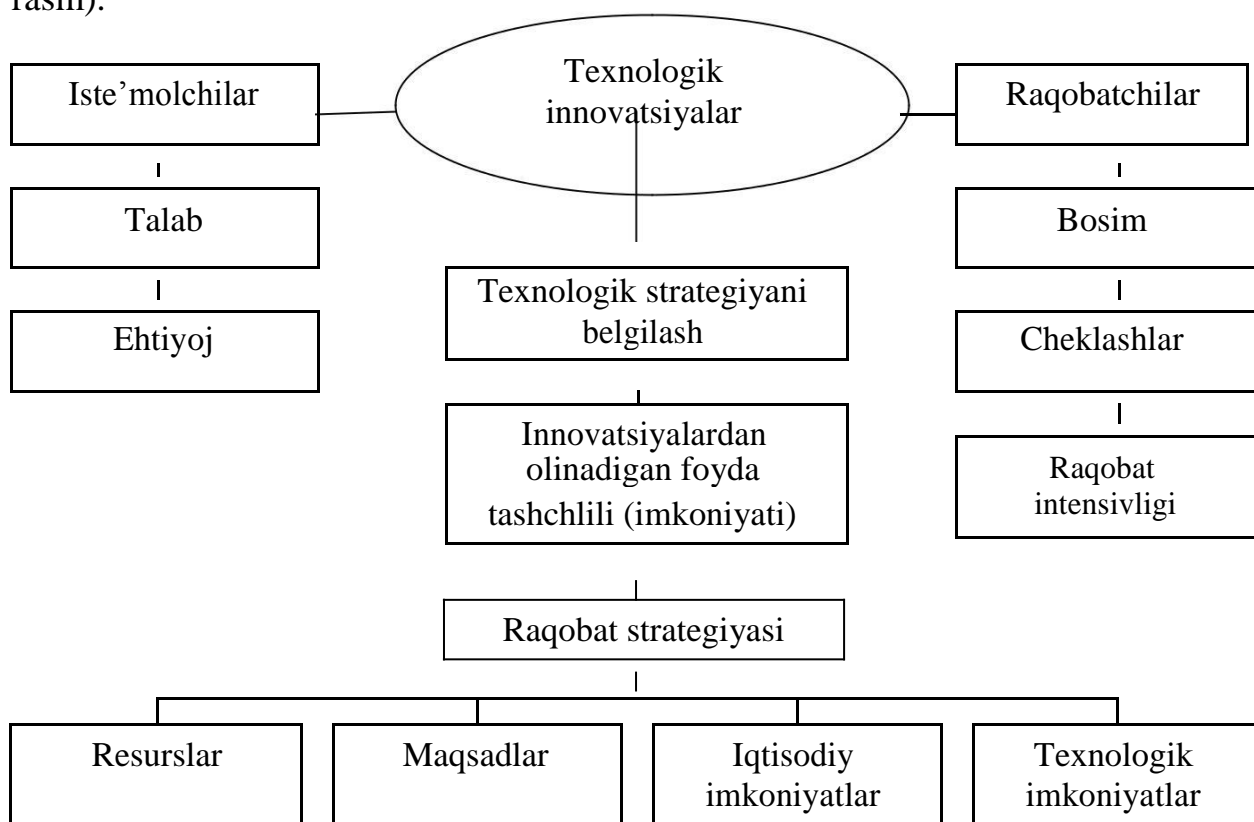 rasm).
Texnologik
innovatsiyalar
Iste’molchilar
Raqobatchilar
Talab
Bosim
Texnologik strategiyani
belgilash
Ehtiyoj
Cheklashlar
Innovatsiyalardan
olinadigan foyda
tashchlili (imkoniyati)
Raqobat
intensivligi
Raqobat strategiyasi
Resurslar
Maqsadlar
Iqtisodiy
imkoniyatlar
Texnologik
imkoniyatlar